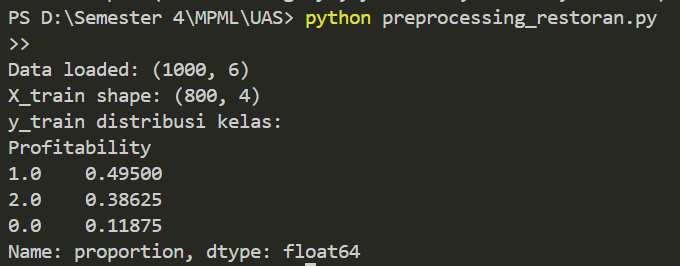 PS D:\Semester 4\MPML\UAS> python preprocessing_restoran.py
>>
Data loaded: (1000, 6)
X_train shape: (800, 4)
y_train distribusi kelas:
Profitability
1.0    0.49500
2.0    0.38625
0.0    0.11875
Name: proportion, dtype: float64